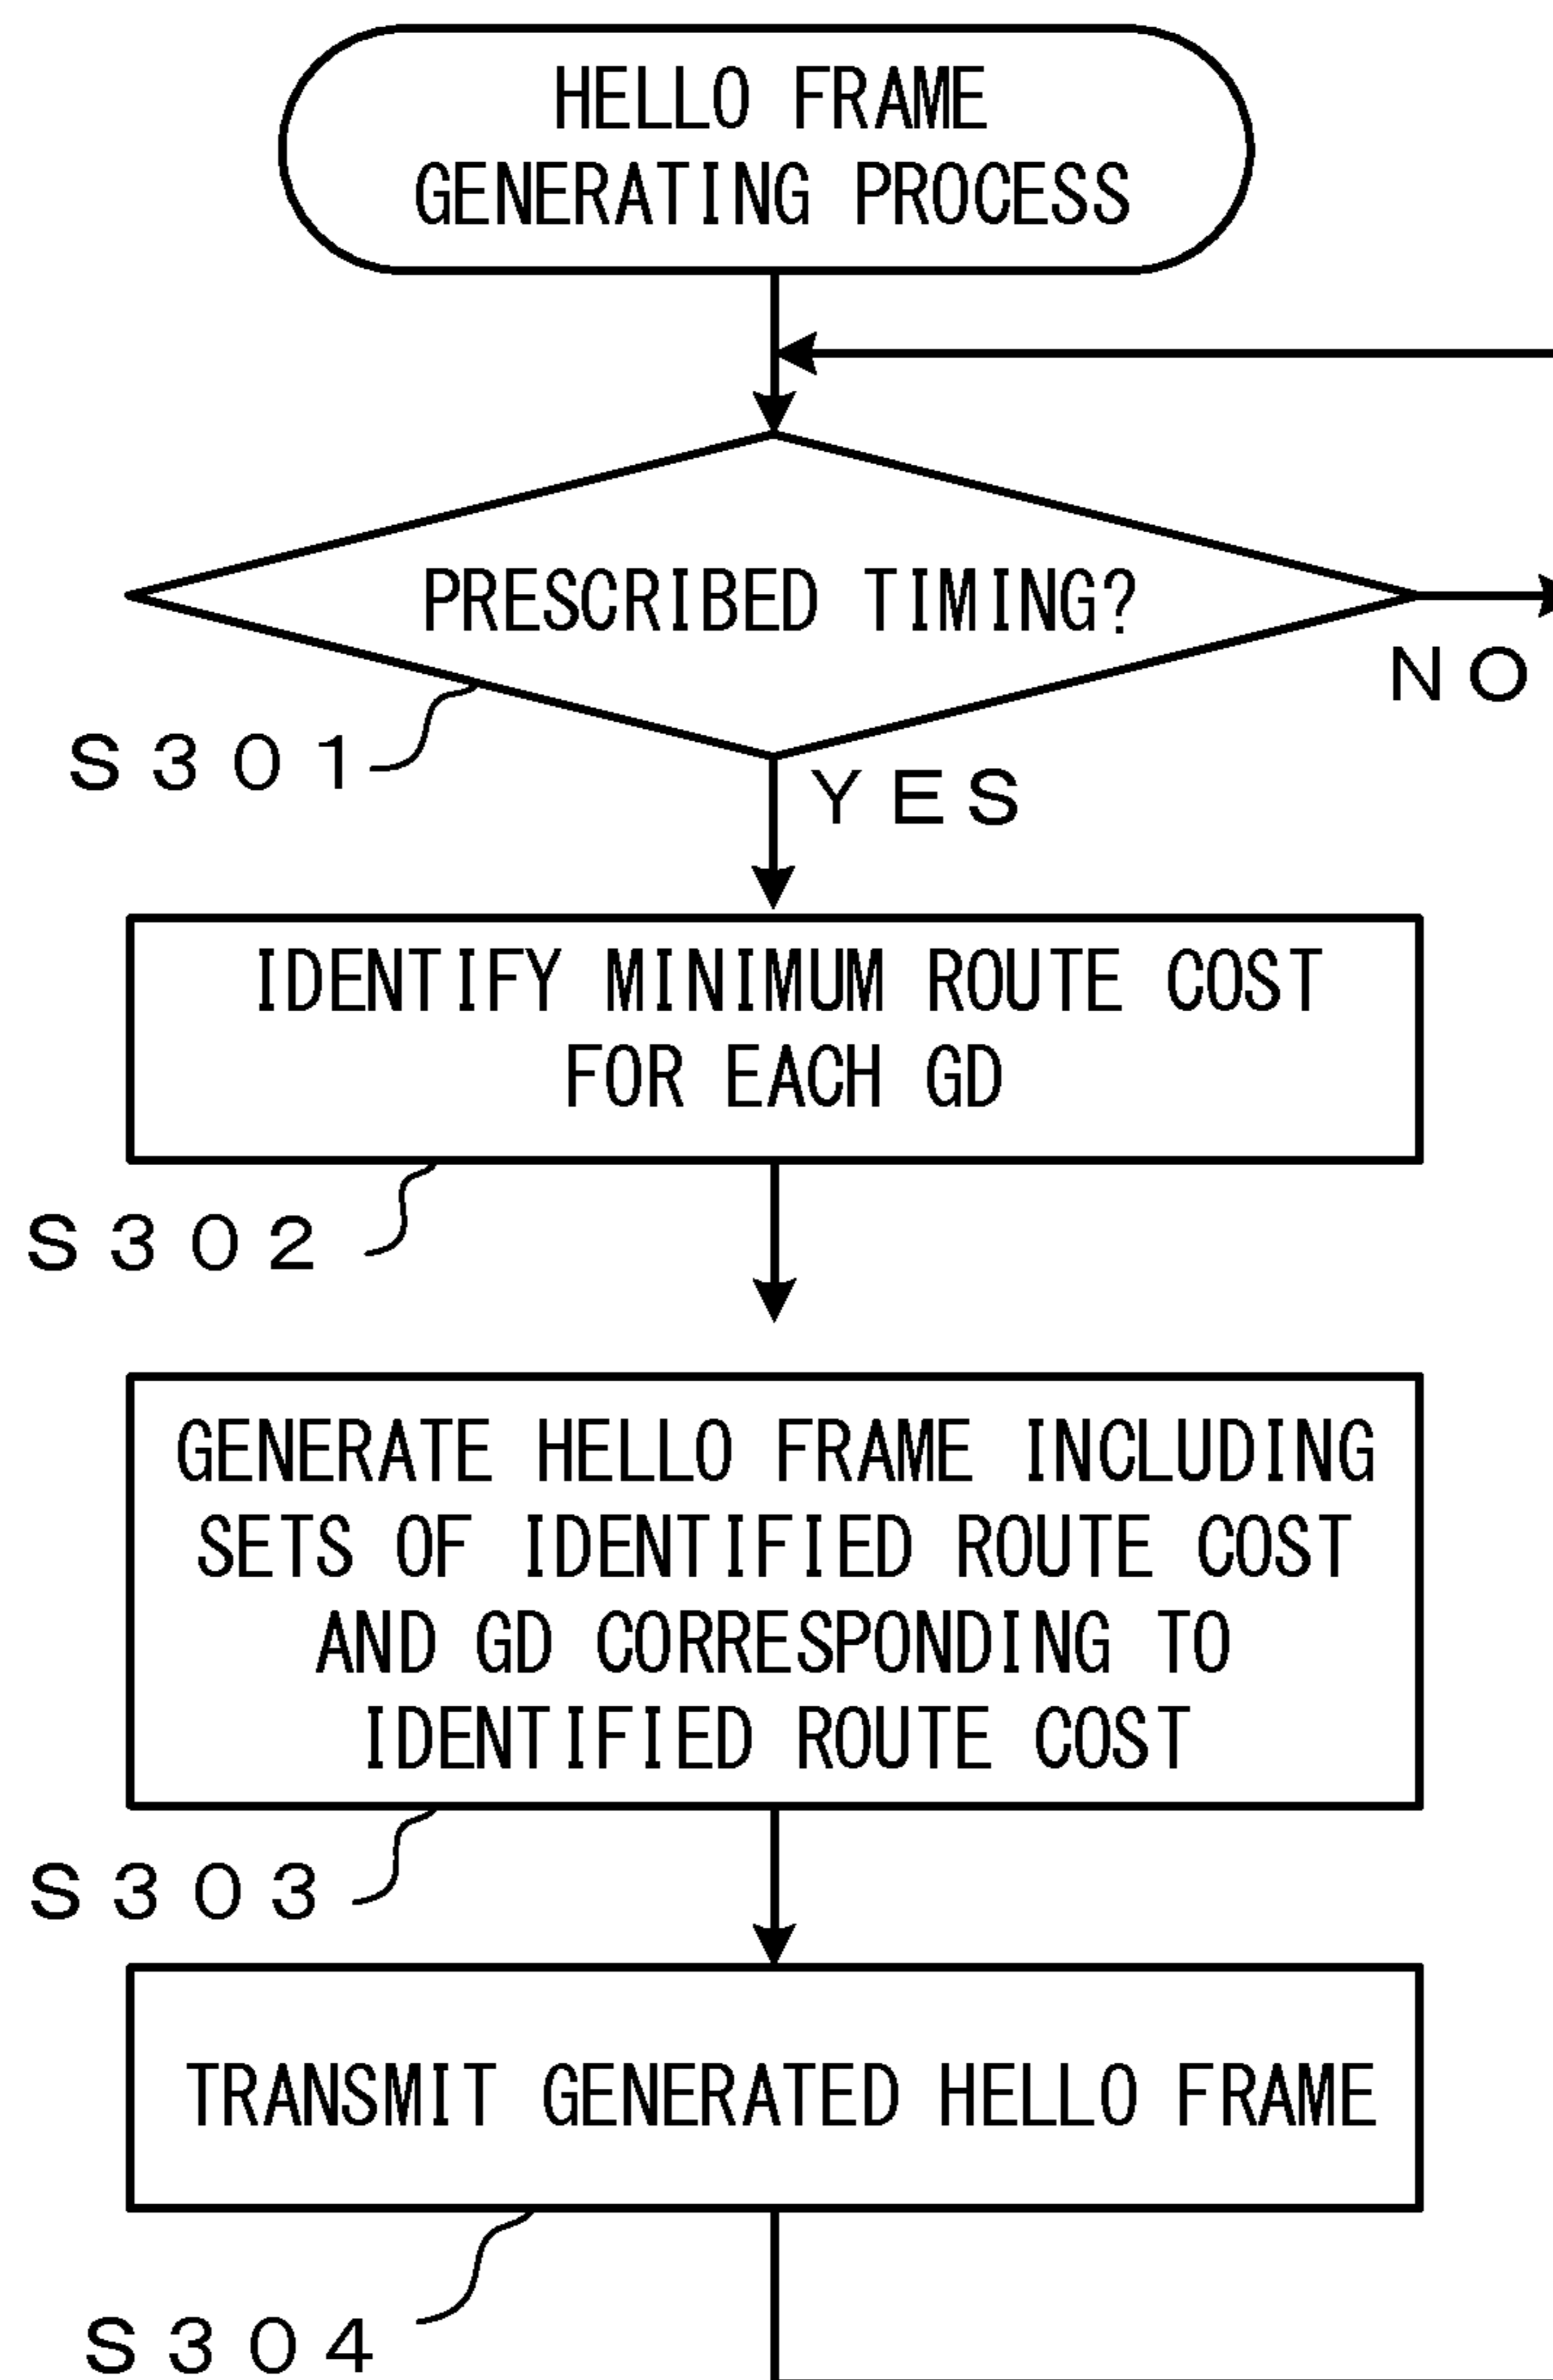 HELLO FRAME
GENERATING PROCESS
PRESCRIBED TIMING?
NO
S301
YES
IDENTIFY MINIMUM ROUTE COST
FOR EACH GD
S302
GENERATE HELLO FRAME INCLUDING
SETS OF IDENTIFIED ROUTE COST
AND GD CORRESPONDING TO
IDENTIFIED ROUTE COST
S303
TRANSMIT GENERATED HELLO FRAME
S304